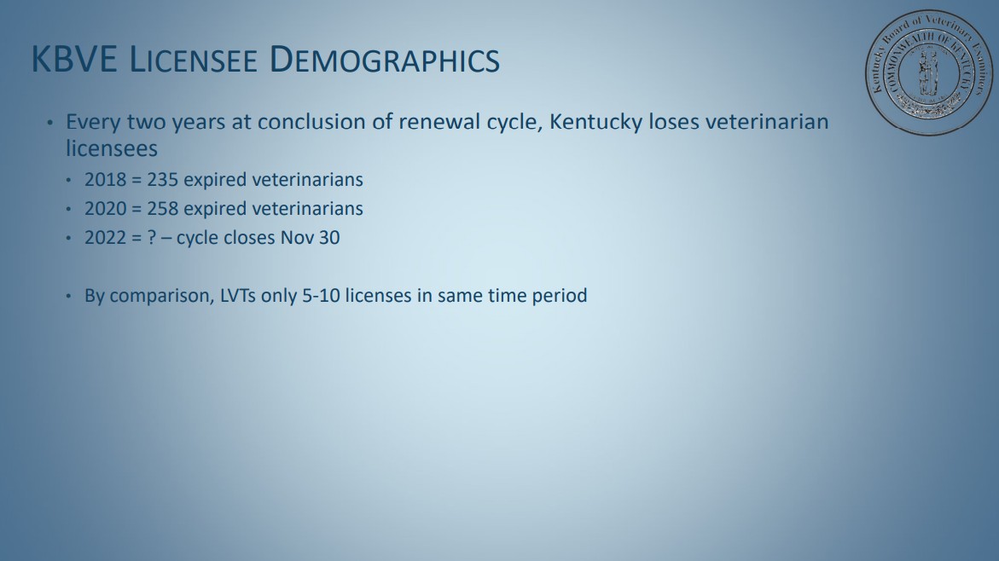 KBVE LICENSEE DEMOGRAPHICS
Kentucky Board of Veterinary Examiners
COMMONWEALTH OF KENTUCKY
• Every two years at conclusion of renewal cycle, Kentucky loses veterinarian
licensees
• 2018 = 235 expired veterinarians
• 2020 = 258 expired veterinarians
• 2022 = ? – cycle closes Nov 30
• By comparison, LVTs only 5-10 licenses in same time period